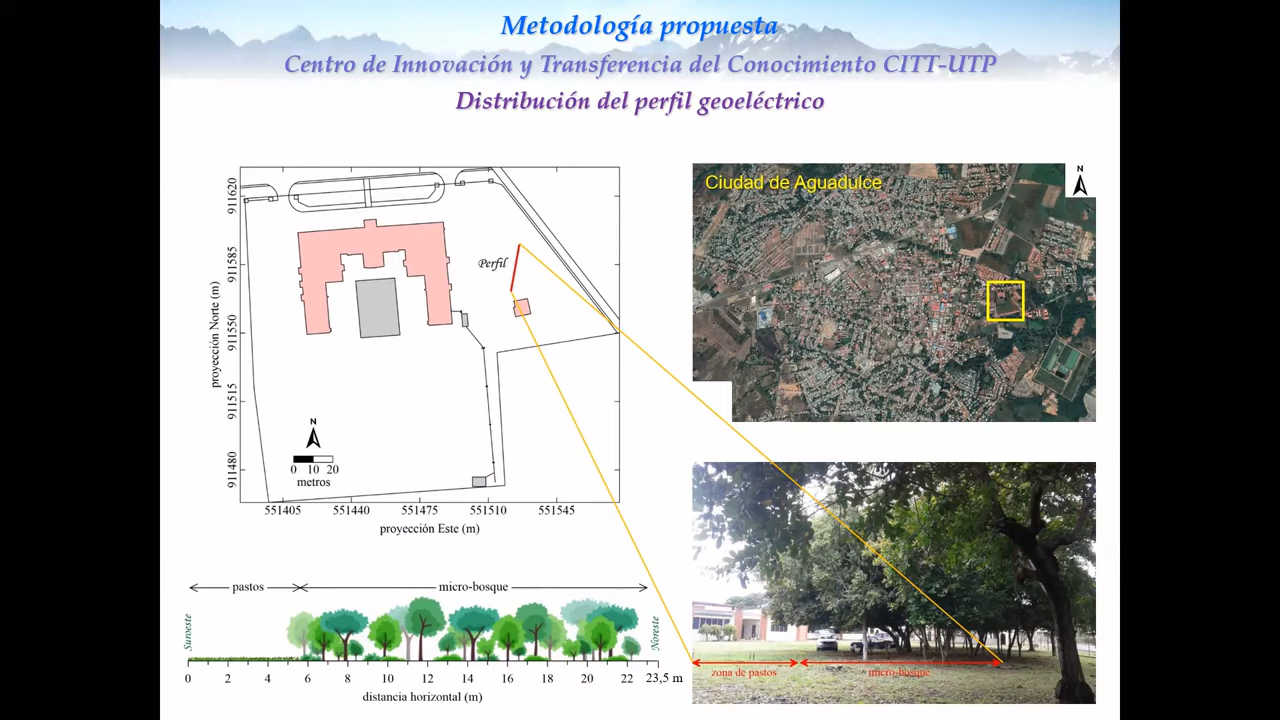 Metodología propuesta
Centro de Innovación y Transferencia del Conocimiento CITT-UTP
Distribución del perfil geoeléctrico
911620
911585
911550
911515
911480
proyección Norte (m)
Perfil
N
0 10 20
metros
551405 551440 551475 551510 551545
proyección Este (m)
Ciudad de Aguadulce
N
pastos micro-bosque
Suroeste
Noreste
0 2 4 6 8 10 12 14 16 18 20 22 23,5 m
distancia horizontal (m)
zona de pastos micro-bosque